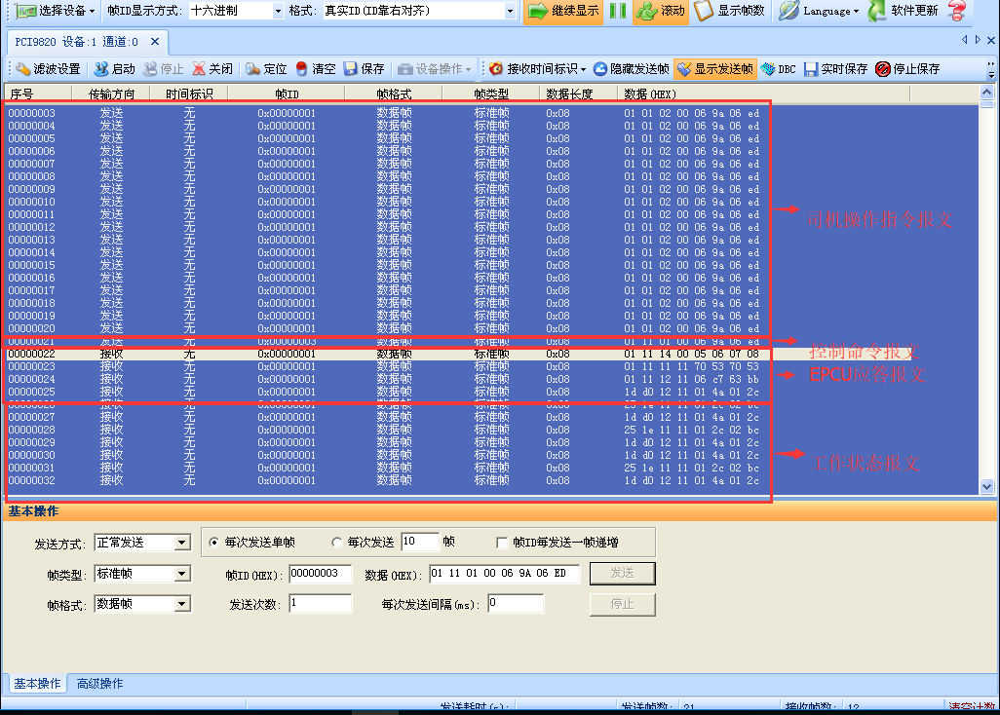 选择设备 帧ID显示方式: 十六进制 格式: 真实ID(ID靠右对齐) 继续显示 滚动 显示帧数 Language 软件更新
PCI9820 设备:1 通道:0
滤波设置 启动 停止 关闭 定位 清空 保存 设备操作 接收时间标识 隐藏发送帧 显示发送帧 DBC 实时保存 停止保存
序号 传输方向 时间标识 帧ID 帧格式 帧类型 数据长度 数据(HEX)
00000003 发送 无 0x00000001 数据帧 标准帧 0x08 01 01 02 00 06 9a 06 ed
00000004 发送 无 0x00000001 数据帧 标准帧 0x08 01 01 02 00 06 9a 06 ed
00000005 发送 无 0x00000001 数据帧 标准帧 0x08 01 01 02 00 06 9a 06 ed
00000006 发送 无 0x00000001 数据帧 标准帧 0x08 01 01 02 00 06 9a 06 ed
00000007 发送 无 0x00000001 数据帧 标准帧 0x08 01 01 02 00 06 9a 06 ed
00000008 发送 无 0x00000001 数据帧 标准帧 0x08 01 01 02 00 06 9a 06 ed
00000009 发送 无 0x00000001 数据帧 标准帧 0x08 01 01 02 00 06 9a 06 ed
00000010 发送 无 0x00000001 数据帧 标准帧 0x08 01 01 02 00 06 9a 06 ed
00000011 发送 无 0x00000001 数据帧 标准帧 0x08 01 01 02 00 06 9a 06 ed
司机操作指令报文
00000012 发送 无 0x00000001 数据帧 标准帧 0x08 01 01 02 00 06 9a 06 ed
00000013 发送 无 0x00000001 数据帧 标准帧 0x08 01 01 02 00 06 9a 06 ed
00000014 发送 无 0x00000001 数据帧 标准帧 0x08 01 01 02 00 06 9a 06 ed
00000015 发送 无 0x00000001 数据帧 标准帧 0x08 01 01 02 00 06 9a 06 ed
00000016 发送 无 0x00000001 数据帧 标准帧 0x08 01 01 02 00 06 9a 06 ed
00000017 发送 无 0x00000001 数据帧 标准帧 0x08 01 01 02 00 06 9a 06 ed
00000018 发送 无 0x00000001 数据帧 标准帧 0x08 01 01 02 00 06 9a 06 ed
00000019 发送 无 0x00000001 数据帧 标准帧 0x08 01 01 02 00 06 9a 06 ed
00000020 发送 无 0x00000001 数据帧 标准帧 0x08 01 01 02 00 06 9a 06 ed
00000021 发送 无 0x00000003 数据帧 标准帧 0x08 01 11 01 00 06 9a 06 ed
控制命令报文
00000022 接收 无 0x00000001 数据帧 标准帧 0x08 01 11 14 00 05 06 07 08
00000023 接收 无 0x00000001 数据帧 标准帧 0x08 01 11 11 11 70 53 70 53
EPCU应答报文
00000024 接收 无 0x00000001 数据帧 标准帧 0x08 01 11 12 11 06 c7 63 bb
00000025 接收 无 0x00000001 数据帧 标准帧 0x08 1d d0 12 11 01 4a 01 2c
00000026 接收 无 0x00000001 数据帧 标准帧 0x08 25 1e 11 11 01 2c 02 bc
00000027 接收 无 0x00000001 数据帧 标准帧 0x08 1d d0 12 11 01 4a 01 2c
00000028 接收 无 0x00000001 数据帧 标准帧 0x08 25 1e 11 11 01 2c 02 bc
00000029 接收 无 0x00000001 数据帧 标准帧 0x08 1d d0 12 11 01 4a 01 2c
00000030 接收 无 0x00000001 数据帧 标准帧 0x08 1d d0 12 11 01 4a 01 2c
工作状态报文
00000031 接收 无 0x00000001 数据帧 标准帧 0x08 25 1e 11 11 01 2c 02 bc
00000032 接收 无 0x00000001 数据帧 标准帧 0x08 1d d0 12 11 01 4a 01 2c
基本操作
发送方式: 正常发送 每次发送单帧 每次发送 10 帧 帧ID每发送一帧递增
帧类型: 标准帧 帧ID(HEX): 00000003 数据(HEX): 01 11 01 00 06 9A 06 ED 发送
帧格式: 数据帧 发送次数: 1 每次发送间隔(ms): 0 停止
基本操作 高级操作
发送耗时(s): 发送帧数: 21 接收帧数: 12 清空计数